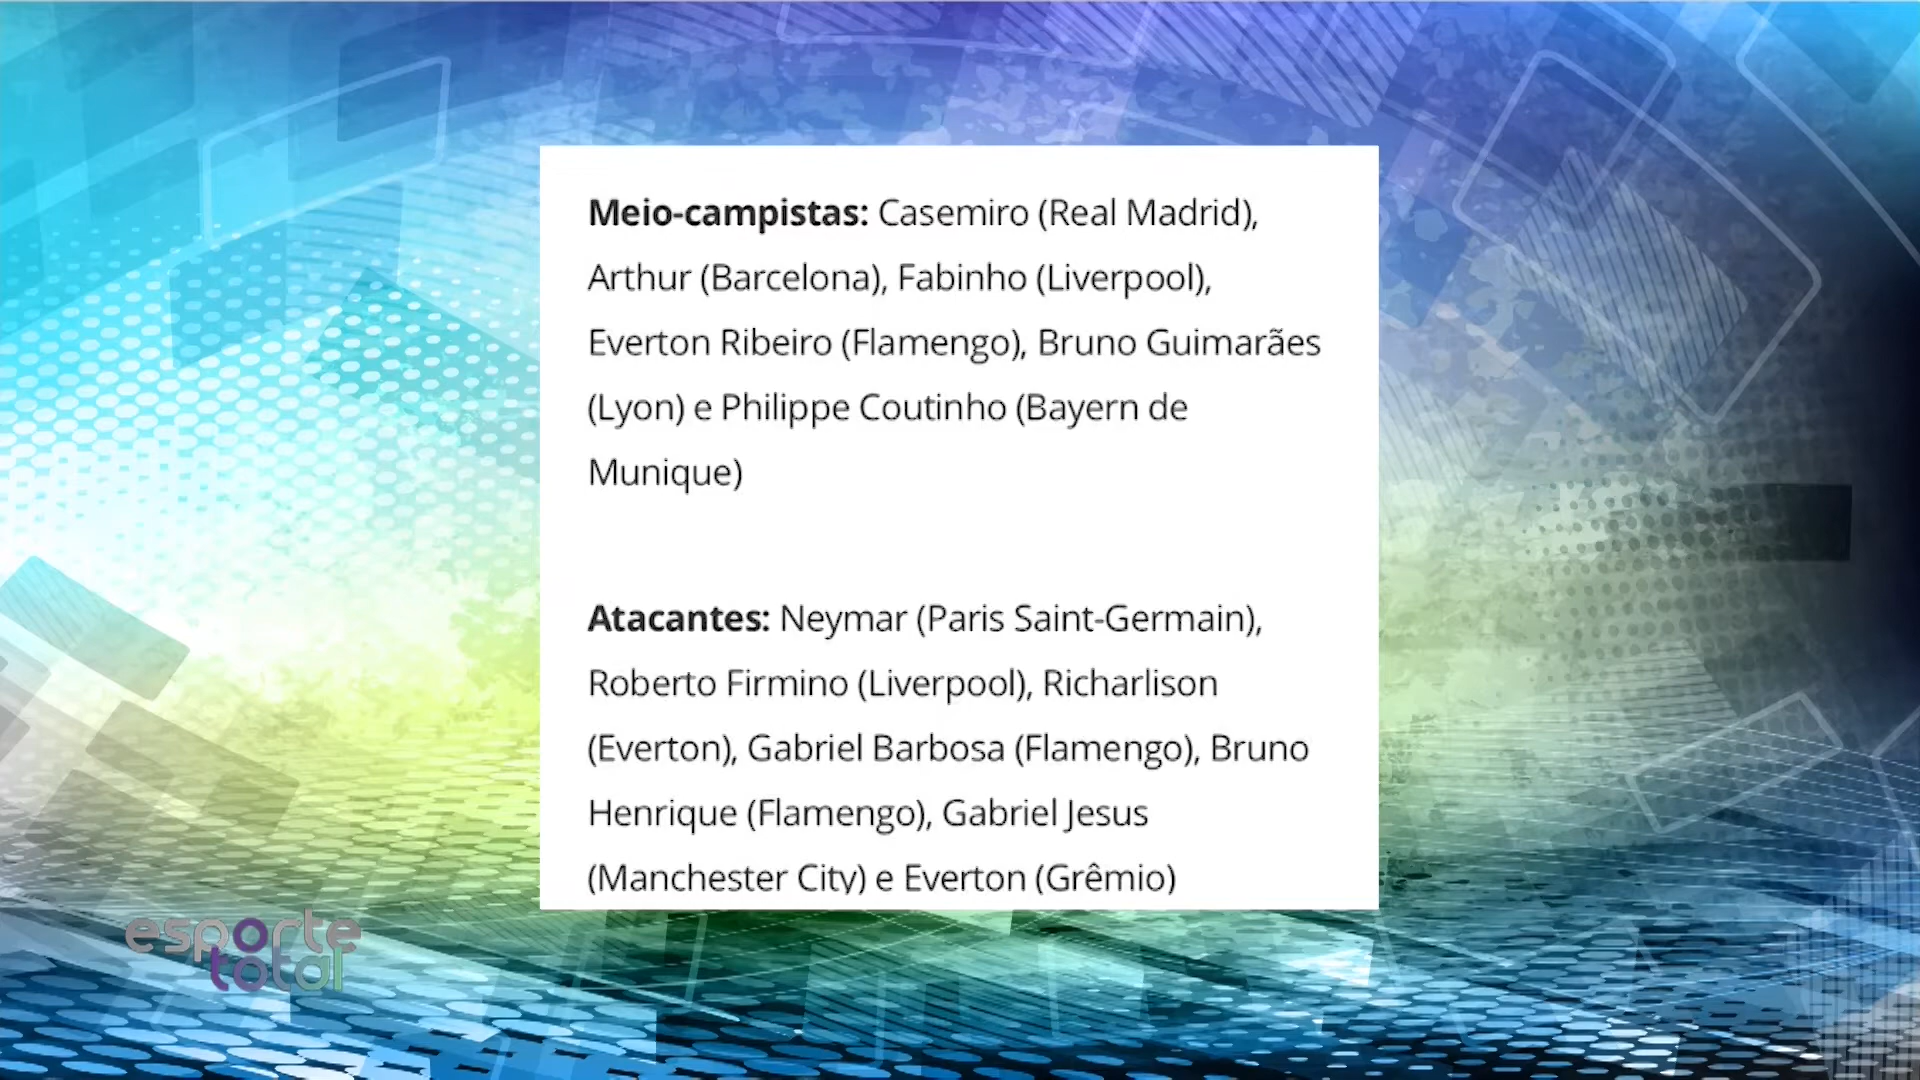 Meio-campistas: Casemiro (Real Madrid),
Arthur (Barcelona), Fabinho (Liverpool),
Everton Ribeiro (Flamengo), Bruno Guimarães
(Lyon) e Philippe Coutinho (Bayern de
Munique)
Atacantes: Neymar (Paris Saint-Germain),
Roberto Firmino (Liverpool), Richarlison
(Everton), Gabriel Barbosa (Flamengo), Bruno
Henrique (Flamengo), Gabriel Jesus
(Manchester City) e Everton (Grêmio)
esporte
total